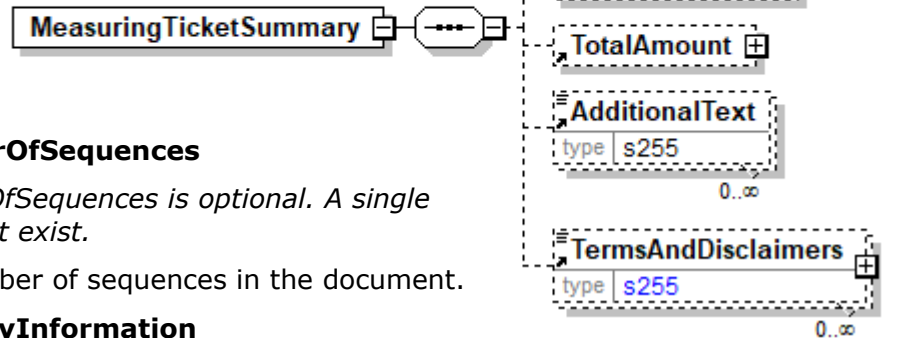 MeasuringTicketSummary
TotalAmount
AdditionalText
type s255
0..∞
rOfSequences
OfSequences is optional. A single
t exist.
ber of sequences in the document.
yInformation
TermsAndDisclaimers
type s255
0..∞